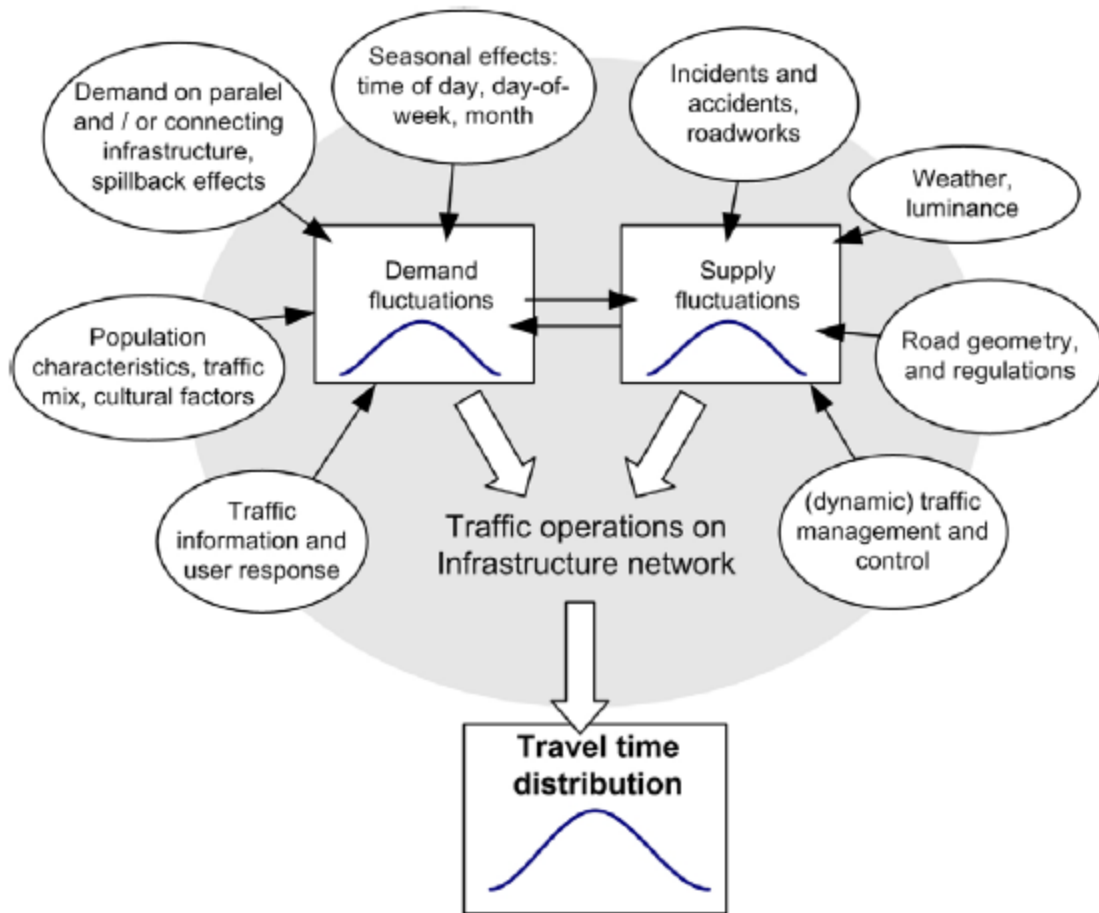 Demand on paralel
and / or connecting
infrastructure,
spillback effects
Seasonal effects:
time of day, day-of-
week, month
Incidents and
accidents,
roadworks
Weather,
luminance
Demand
fluctuations
Supply
fluctuations
Population
characteristics, traffic
mix, cultural factors
Road geometry,
and regulations
Traffic
information and
user response
(dynamic) traffic
management and
control
Traffic operations on
Infrastructure network
Travel time
distribution